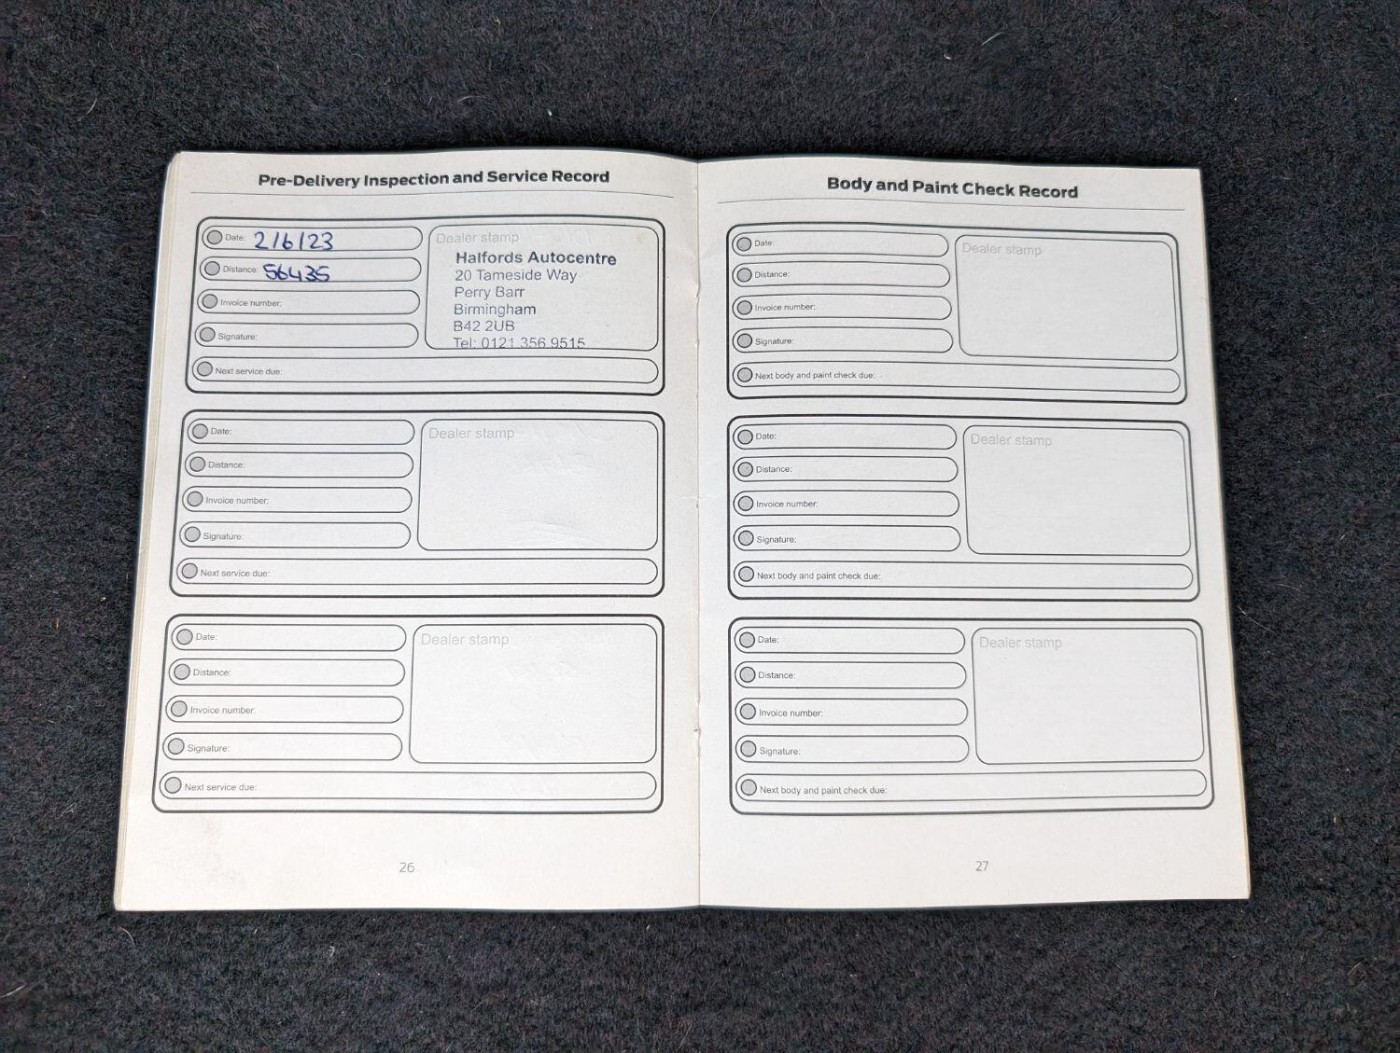 Pre-Delivery Inspection and Service Record
Date: 2/6/23
Distance: 56435
Invoice number:
Signature:
Next service due:
Dealer stamp
Halfords Autocentre
20 Tameside Way
Perry Barr
Birmingham
B42 2UB
Tel: 0121 356 9515
Date:
Distance:
Invoice number:
Signature:
Next service due:
Dealer stamp
Date:
Distance:
Invoice number:
Signature:
Next service due:
Dealer stamp
26
Body and Paint Check Record
Date:
Distance:
Invoice number:
Signature:
Next body and paint check due:
Dealer stamp
Date:
Distance:
Invoice number:
Signature:
Next body and paint check due:
Dealer stamp
Date:
Distance:
Invoice number:
Signature:
Next body and paint check due:
Dealer stamp
27